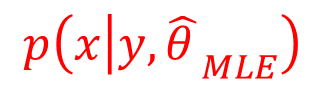 p(x|y, θ̂ _MLE)